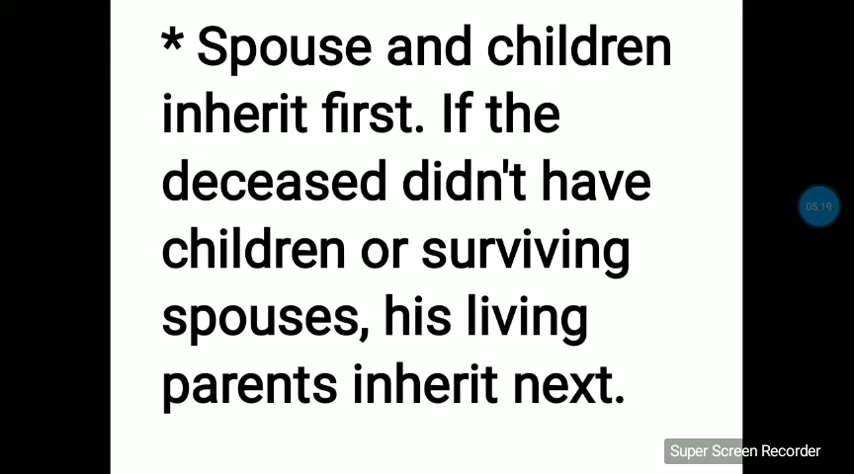 * Spouse and children
inherit first. If the
deceased didn't have
children or surviving
spouses, his living
parents inherit next.
05:19
Super Screen Recorder